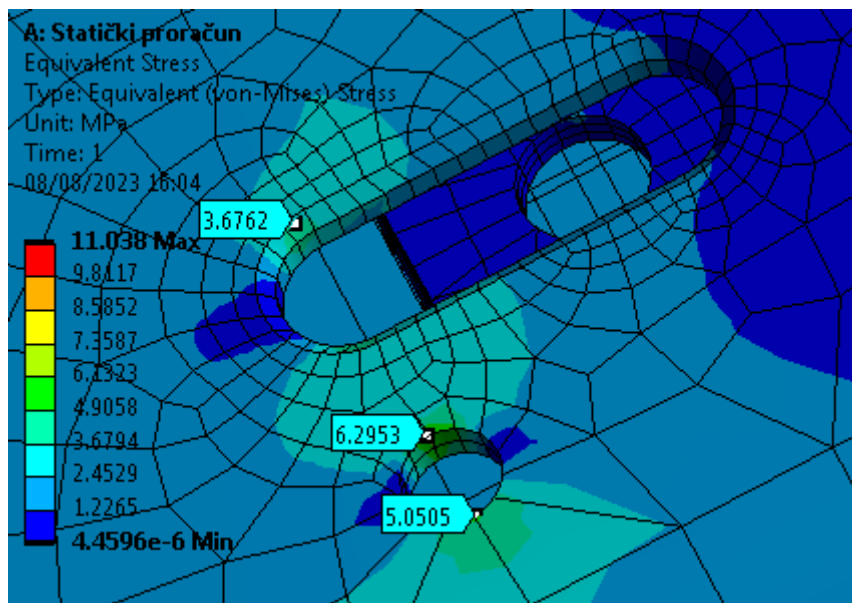 A: Statički proračun
Equivalent Stress
Type: Equivalent (von-Mises) Stress
Unit: MPa
Time: 1
08/08/2023 16:04
3.6762
11.038 Max
9.8117
8.5852
7.3587
6.1323
4.9058
3.6794
2.4529
1.2265
4.4596e-6 Min
6.2953
5.0505